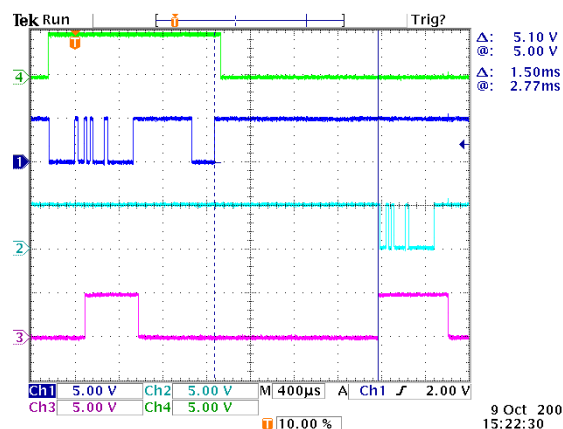 Tek Run Trig?
T
T
Δ: 5.10 V
@: 5.00 V
Δ: 1.50ms
@: 2.77ms
4
1
2
3
Ch1 5.00 V Ch2 5.00 V M 400µs A Ch1 ƒ 2.00 V
Ch3 5.00 V Ch4 5.00 V
T 10.00 %
9 Oct 200
15:22:30